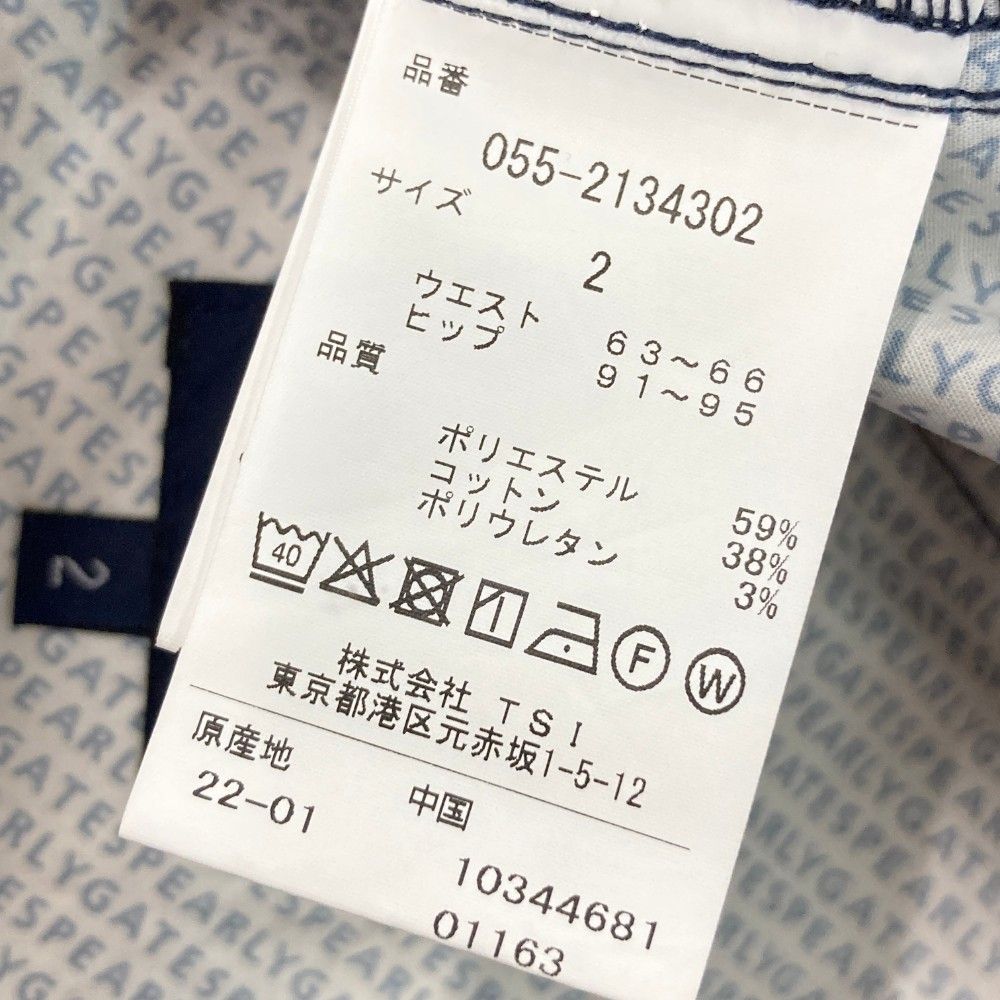 品番
055-2134302
サイズ
2
ウエスト 63～66
ヒップ 91～95
品質
ポリエステル 59%
コットン 38%
ポリウレタン 3%
40
F
W
株式会社 TSI
東京都港区元赤坂1-5-12
原産地 中国
22-01
10344681
01163
2
PEARLYGATES